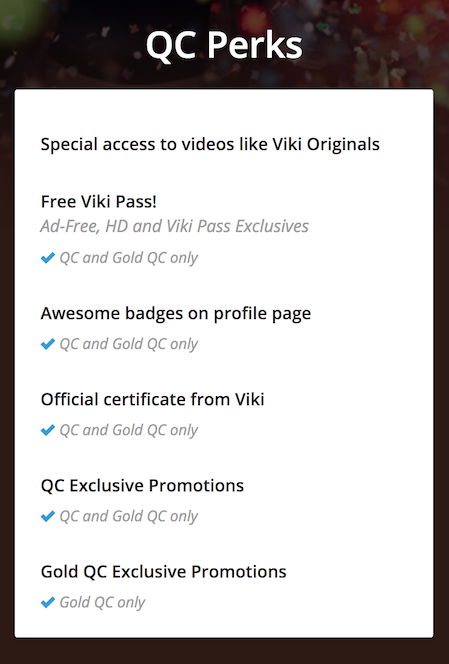 QC Perks
Special access to videos like Viki Originals
Free Viki Pass!
Ad-Free, HD and Viki Pass Exclusives
QC and Gold QC only
Awesome badges on profile page
QC and Gold QC only
Official certificate from Viki
QC and Gold QC only
QC Exclusive Promotions
QC and Gold QC only
Gold QC Exclusive Promotions
Gold QC only